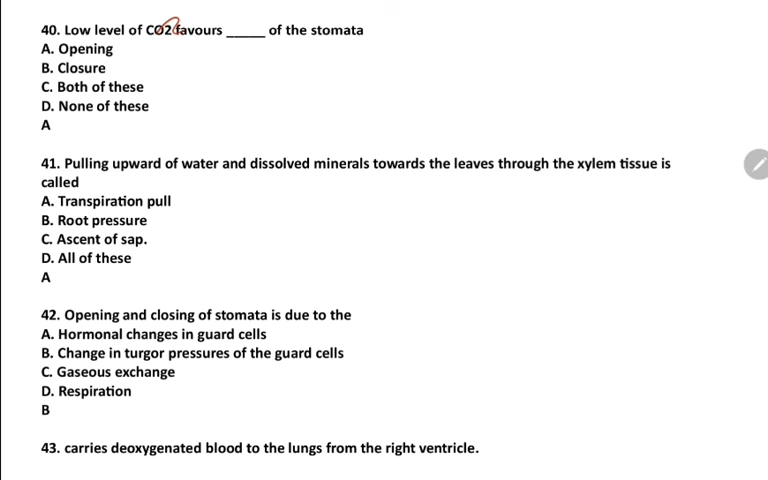 40. Low level of CO2 favours _____ of the stomata
A. Opening
B. Closure
C. Both of these
D. None of these
A
41. Pulling upward of water and dissolved minerals towards the leaves through the xylem tissue is
called
A. Transpiration pull
B. Root pressure
C. Ascent of sap.
D. All of these
A
42. Opening and closing of stomata is due to the
A. Hormonal changes in guard cells
B. Change in turgor pressures of the guard cells
C. Gaseous exchange
D. Respiration
B
43. carries deoxygenated blood to the lungs from the right ventricle.